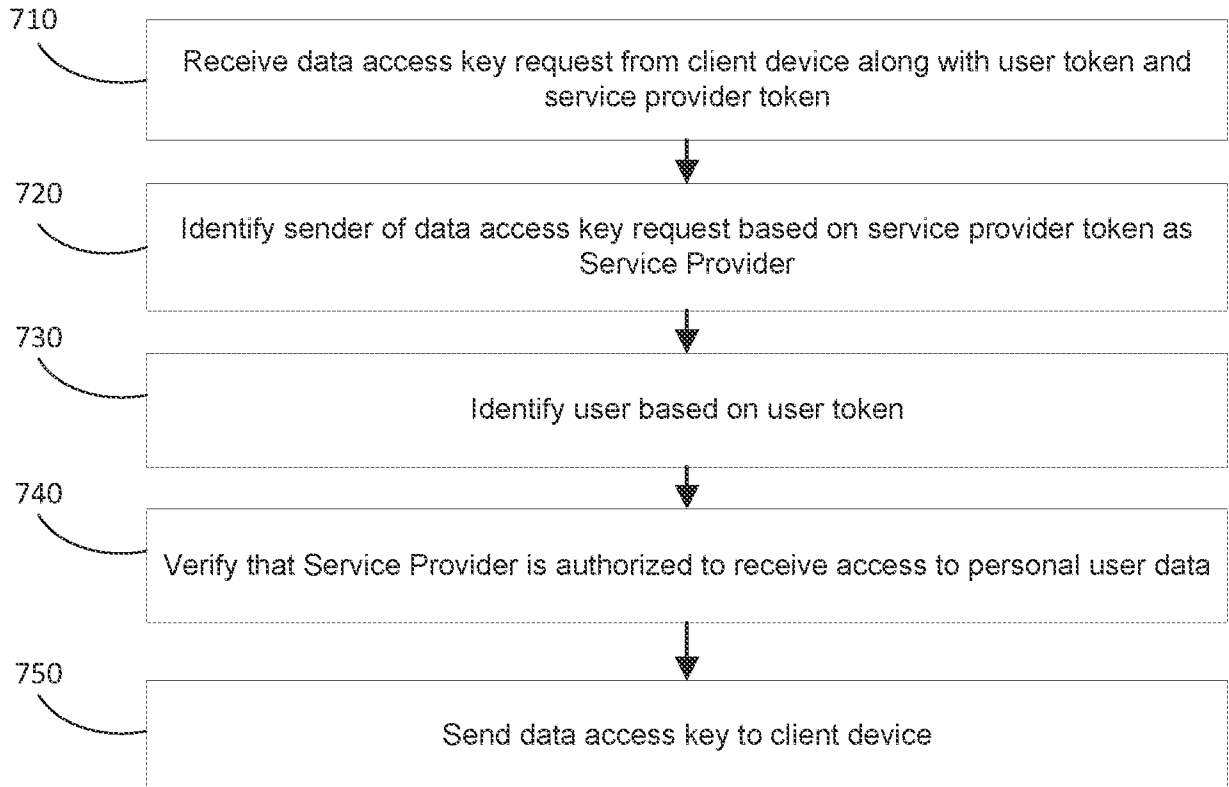 710
Receive data access key request from client device along with user token and
service provider token
720
Identify sender of data access key request based on service provider token as
Service Provider
730
Identify user based on user token
740
Verify that Service Provider is authorized to receive access to personal user data
750
Send data access key to client device